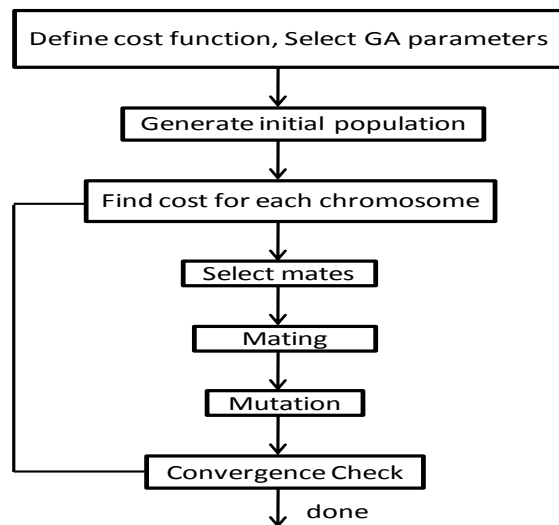 Define cost function, Select GA parameters
Generate initial population
Find cost for each chromosome
Select mates
Mating
Mutation
Convergence Check
done